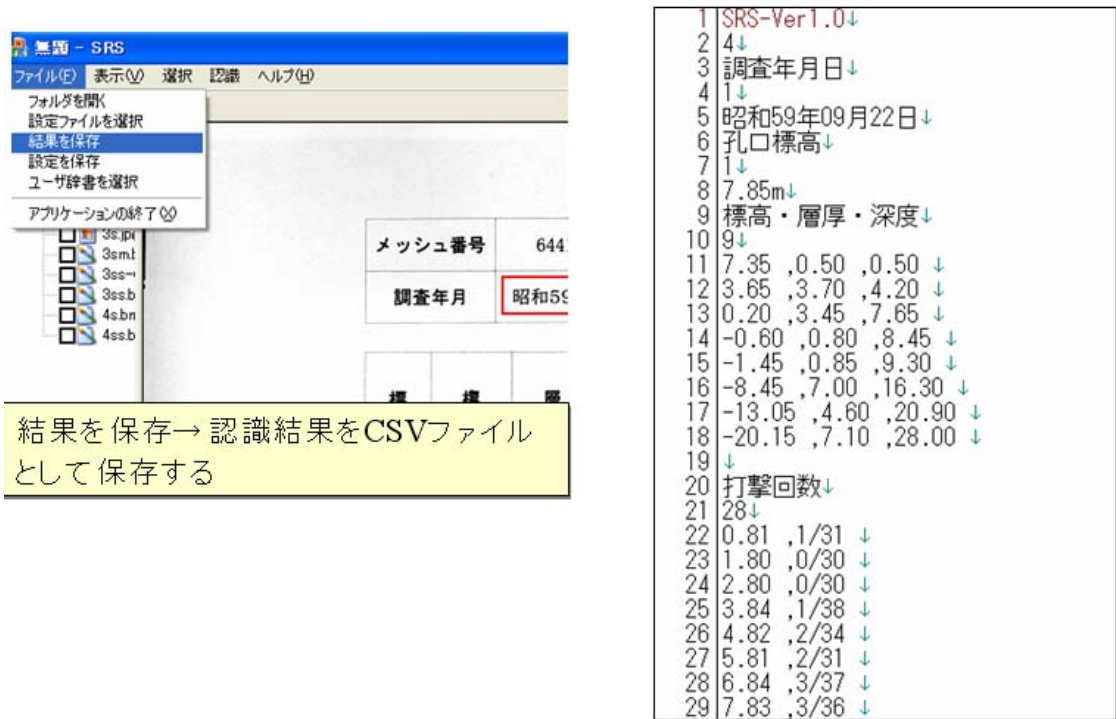 無題 - SRS
ファイル(F) 表示(V) 選択 認識 ヘルプ(H)
フォルダを開く
設定ファイルを選択
結果を保存
設定を保存
ユーザ辞書を選択
アプリケーションの終了(X)
3s.jp
3sm.t
3ss-
3ss.b
4s.bn
4ss.b
メッシュ番号 644
調査年月 昭和59
標 標 層
結果を保存→認識結果をCSVファイル
として保存する
1 SRS-Ver1.0↓
2 4↓
3 調査年月日↓
4 1↓
5 昭和59年09月22日↓
6 孔口標高↓
7 1↓
8 7.85m↓
9 標高・層厚・深度↓
10 9↓
11 7.35 ,0.50 ,0.50 ↓
12 3.65 ,3.70 ,4.20 ↓
13 0.20 ,3.45 ,7.65 ↓
14 -0.60 ,0.80 ,8.45 ↓
15 -1.45 ,0.85 ,9.30 ↓
16 -8.45 ,7.00 ,16.30 ↓
17 -13.05 ,4.60 ,20.90 ↓
18 -20.15 ,7.10 ,28.00 ↓
19 ↓
20 打撃回数↓
21 28↓
22 0.81 ,1/31 ↓
23 1.80 ,0/30 ↓
24 2.80 ,0/30 ↓
25 3.84 ,1/38 ↓
26 4.82 ,2/34 ↓
27 5.81 ,2/31 ↓
28 6.84 ,3/37 ↓
29 7.83 ,3/36 ↓